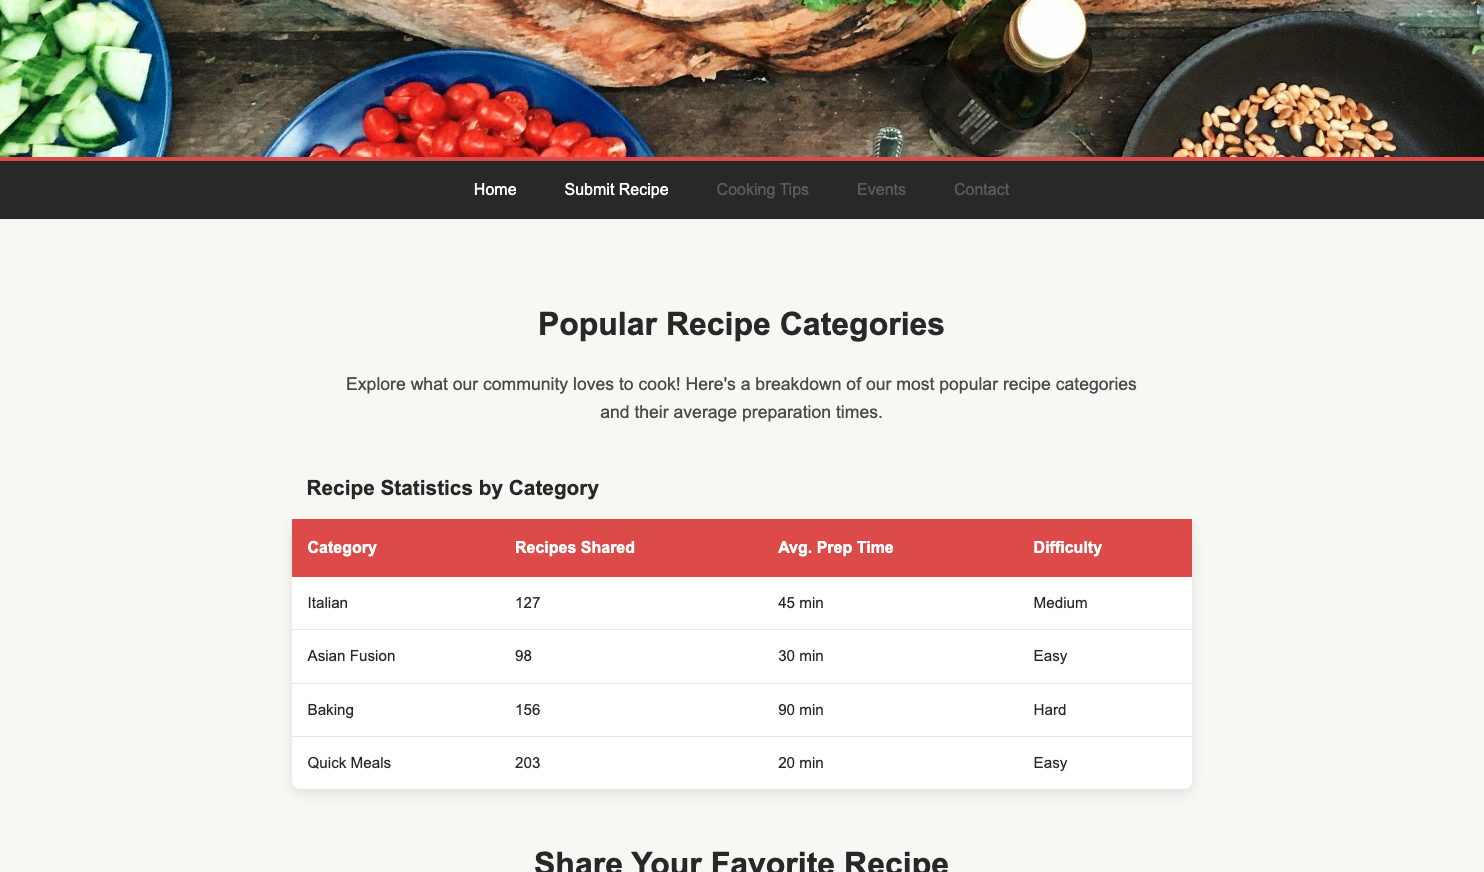 Home Submit Recipe Cooking Tips Events Contact
Popular Recipe Categories
Explore what our community loves to cook! Here's a breakdown of our most popular recipe categories
and their average preparation times.
Recipe Statistics by Category
Category Recipes Shared Avg. Prep Time Difficulty
Italian 127 45 min Medium
Asian Fusion 98 30 min Easy
Baking 156 90 min Hard
Quick Meals 203 20 min Easy
Share Your Favorite Recipe